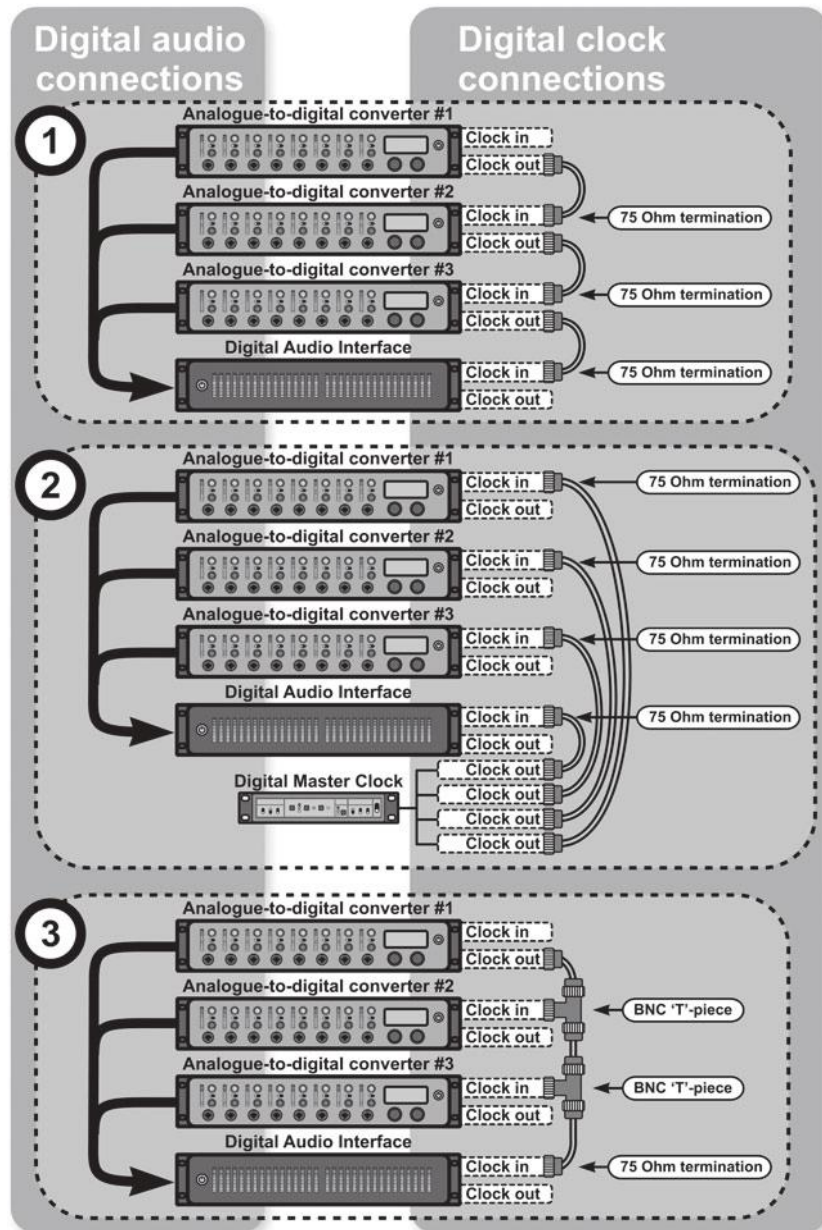 Digital audio
connections
Digital clock
connections
1
Analogue-to-digital converter #1
Clock in
Clock out
Analogue-to-digital converter #2
Clock in
75 Ohm termination
Clock out
Analogue-to-digital converter #3
Clock in
75 Ohm termination
Clock out
Digital Audio Interface
Clock in
75 Ohm termination
Clock out
2
Analogue-to-digital converter #1
Clock in
75 Ohm termination
Clock out
Analogue-to-digital converter #2
Clock in
75 Ohm termination
Clock out
Analogue-to-digital converter #3
Clock in
75 Ohm termination
Clock out
Digital Audio Interface
Clock in
75 Ohm termination
Clock out
Digital Master Clock
Clock out
Clock out
Clock out
Clock out
3
Analogue-to-digital converter #1
Clock in
Clock out
Analogue-to-digital converter #2
Clock in
BNC ‘T’-piece
Clock out
Analogue-to-digital converter #3
Clock in
BNC ‘T’-piece
Clock out
Digital Audio Interface
Clock in
75 Ohm termination
Clock out